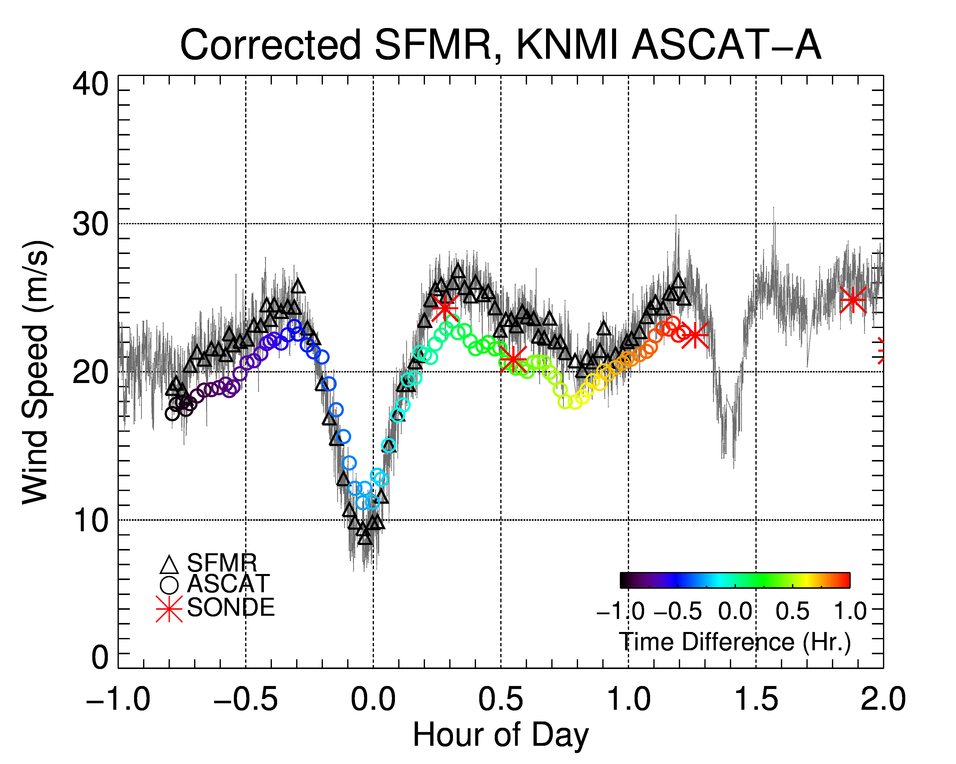 Corrected SFMR, KNMI ASCAT−A
40
30
20
10
0
Wind Speed (m/s)
SFMR
ASCAT
SONDE
−1.0 −0.5 0.0 0.5 1.0
Time Difference (Hr.)
−1.0 −0.5 0.0 0.5 1.0 1.5 2.0
Hour of Day